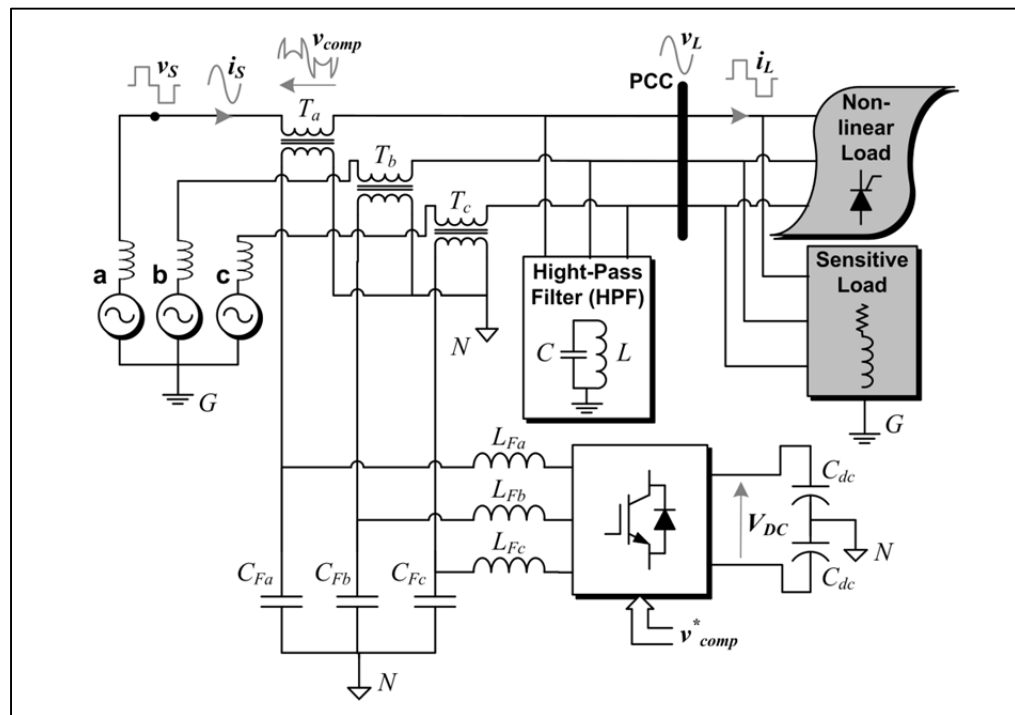 v_comp
v_S
i_S
v_L
PCC
i_L
T_a
T_b
T_c
Non-
linear
Load
a
b
c
G
N
Hight-Pass
Filter (HPF)
C
L
Sensitive
Load
G
L_Fa
L_Fb
L_Fc
C_dc
V_DC
N
C_dc
C_Fa
C_Fb
C_Fc
v*_comp
N